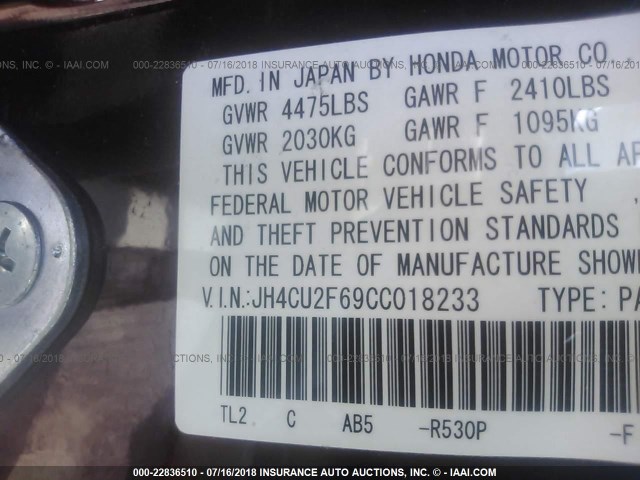 000-22836510 - 07/16/2018 INSURANCE AUTO AUCTIONS, INC. - © IAAI.COM
MFD. IN JAPAN BY HONDA MOTOR CO
GVWR 4475LBS GAWR F 2410LBS
GVWR 2030KG GAWR F 1095KG
THIS VEHICLE CONFORMS TO ALL AP
FEDERAL MOTOR VEHICLE SAFETY
AND THEFT PREVENTION STANDARDS
ON THE DATE OF MANUFACTURE SHOW
V.I.N.:JH4CU2F69CC018233 TYPE: PA
TL2 C AB5 -R530P -F
000-22836510 - 07/16/2018 INSURANCE AUTO AUCTIONS, INC. - © IAAI.COM